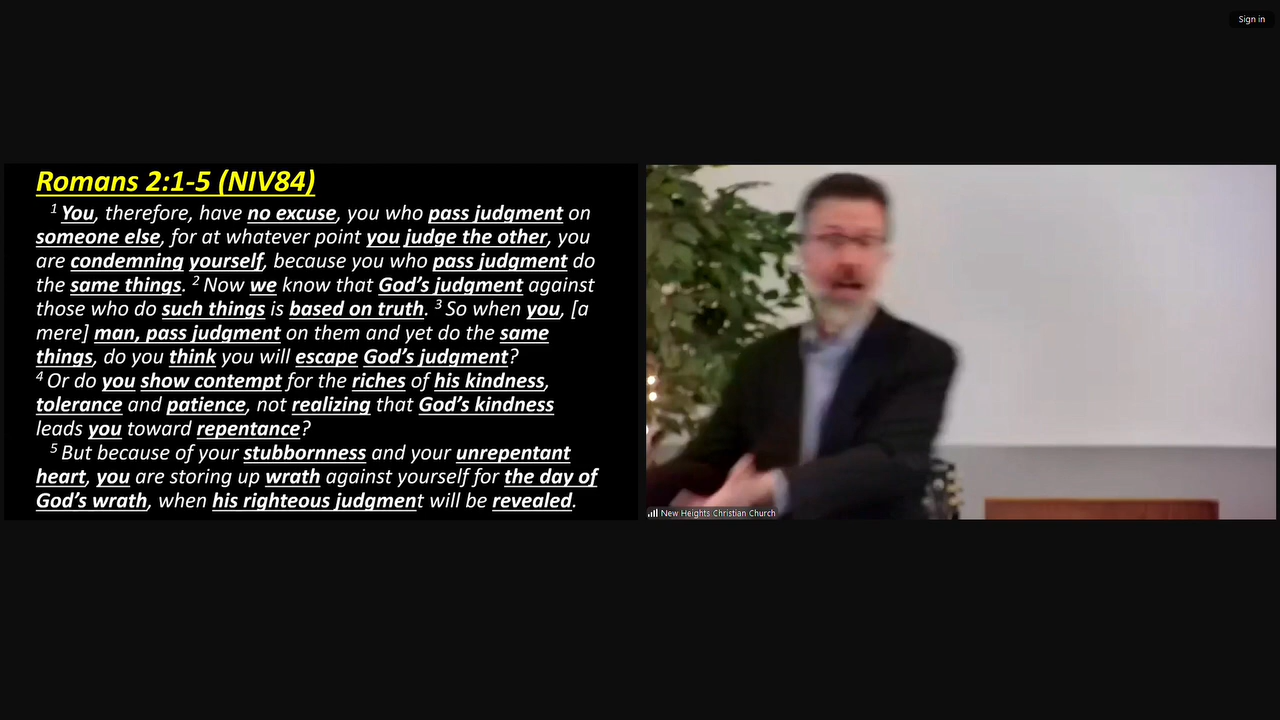 Sign in
Romans 2:1-5 (NIV84)
1 You, therefore, have no excuse, you who pass judgment on
someone else, for at whatever point you judge the other, you
are condemning yourself, because you who pass judgment do
the same things. 2 Now we know that God's judgment against
those who do such things is based on truth. 3 So when you, [a
mere] man, pass judgment on them and yet do the same
things, do you think you will escape God's judgment?
4 Or do you show contempt for the riches of his kindness,
tolerance and patience, not realizing that God's kindness
leads you toward repentance?
5 But because of your stubbornness and your unrepentant
heart, you are storing up wrath against yourself for the day of
God's wrath, when his righteous judgment will be revealed.
New Heights Christian Church